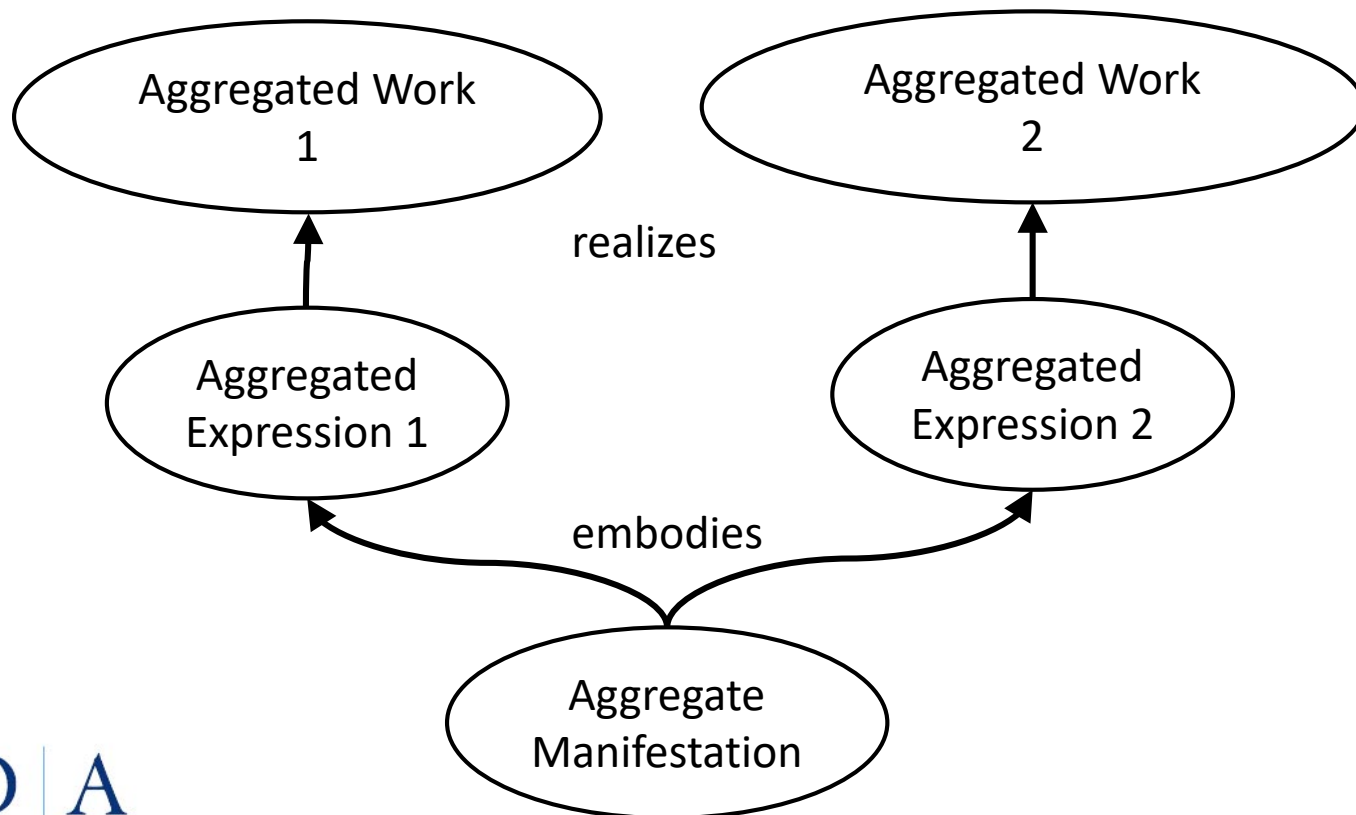 Aggregated Work
1
Aggregated Work
2
realizes
Aggregated
Expression 1
Aggregated
Expression 2
embodies
Aggregate
Manifestation
A